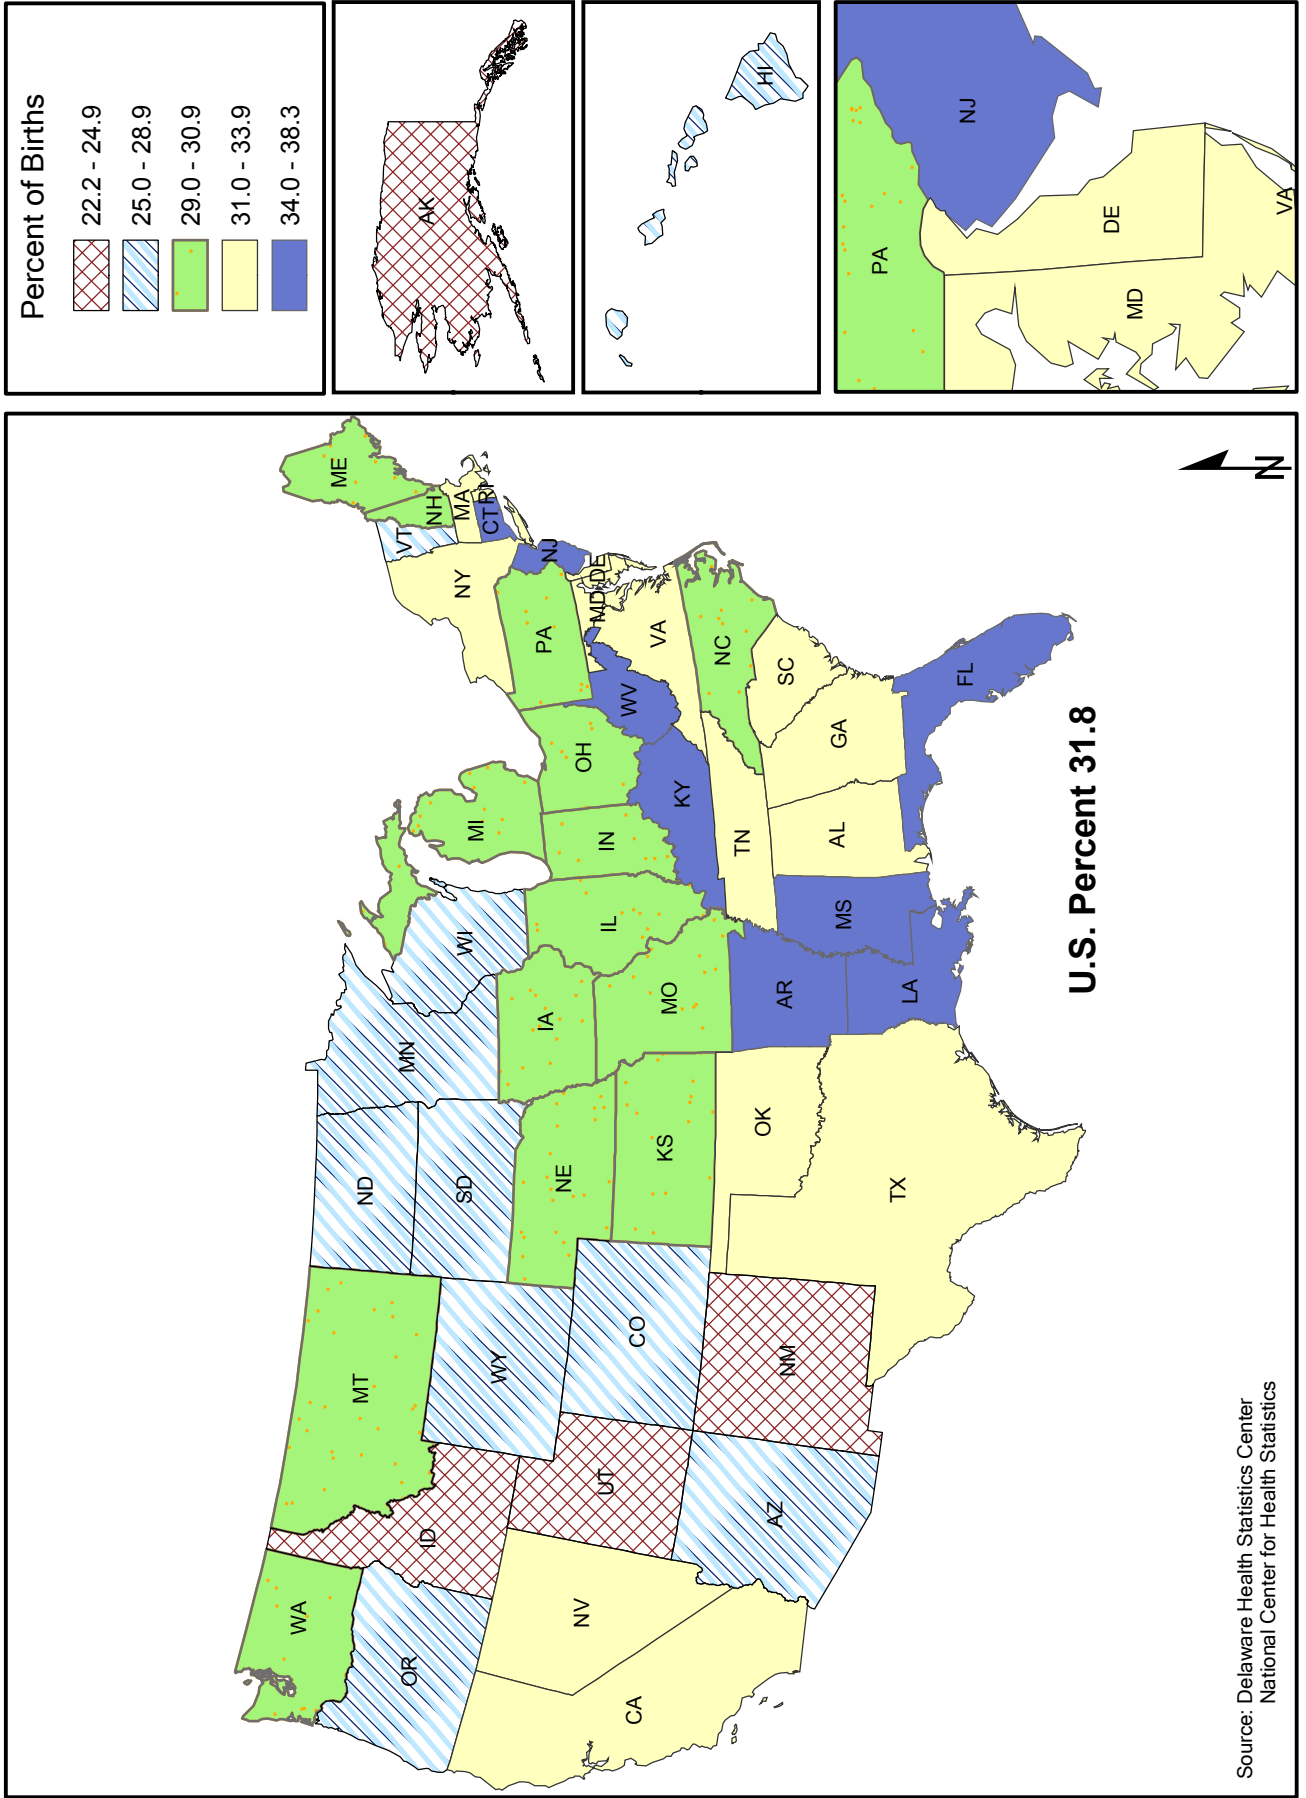 Percent of Births
22.2 - 24.9
25.0 - 28.9
29.0 - 30.9
31.0 - 33.9
34.0 - 38.3
AK
HI
PA
NJ
MD
DE
VA
WA
MT
ND
MN
ME
VT
NH
OR
ID
WY
SD
WI
MI
NY
MA
CT
RI
NV
UT
CO
NE
IA
IL
IN
OH
PA
NJ
CA
KS
MO
KY
WV
VA
MD
DE
AZ
NM
OK
AR
TN
NC
TX
LA
MS
AL
GA
SC
FL
U.S. Percent 31.8
N
Source: Delaware Health Statistics Center
National Center for Health Statistics